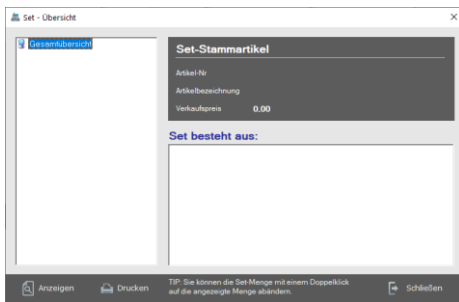 Set - Übersicht
Gesamtübersicht
Set-Stammartikel
Artikel-Nr
Artikelbezeichnung
Verkaufspreis 0,00
Set besteht aus:
Anzeigen
Drucken
TIP: Sie können die Set-Menge mit einem Doppelklick
auf die angezeigte Menge abändern.
Schließen